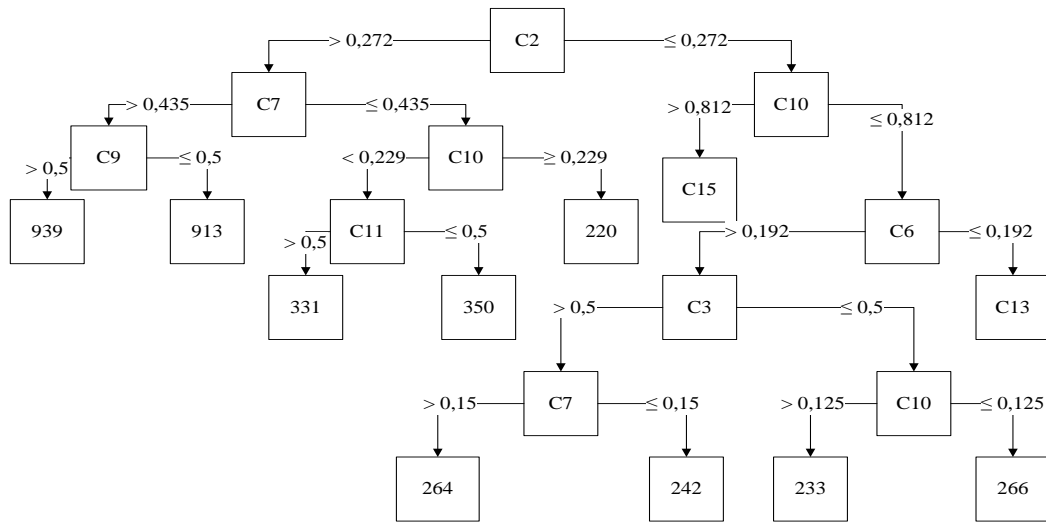 > 0,272
C2
≤ 0,272
> 0,435
C7
≤ 0,435
> 0,812
C10
≤ 0,812
> 0,5
C9
≤ 0,5
< 0,229
C10
≥ 0,229
C15
939
913
> 0,5
C11
≤ 0,5
220
> 0,192
C6
≤ 0,192
331
350
> 0,5
C3
≤ 0,5
C13
> 0,15
C7
≤ 0,15
> 0,125
C10
≤ 0,125
264
242
233
266